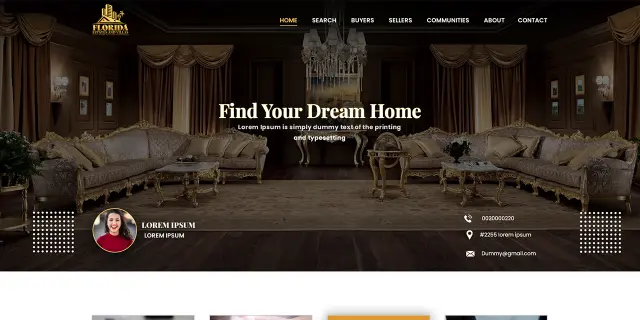 FLORIDA
HOME SEARCH BUYERS SELLERS COMMUNITIES ABOUT CONTACT
Find Your Dream Home
Lorem Ipsum is simply dummy text of the printing
and typesetting
LOREM IPSUM
LOREM IPSUM
0030000220
#2255 lorem ipsum
Dummy@gmail.com